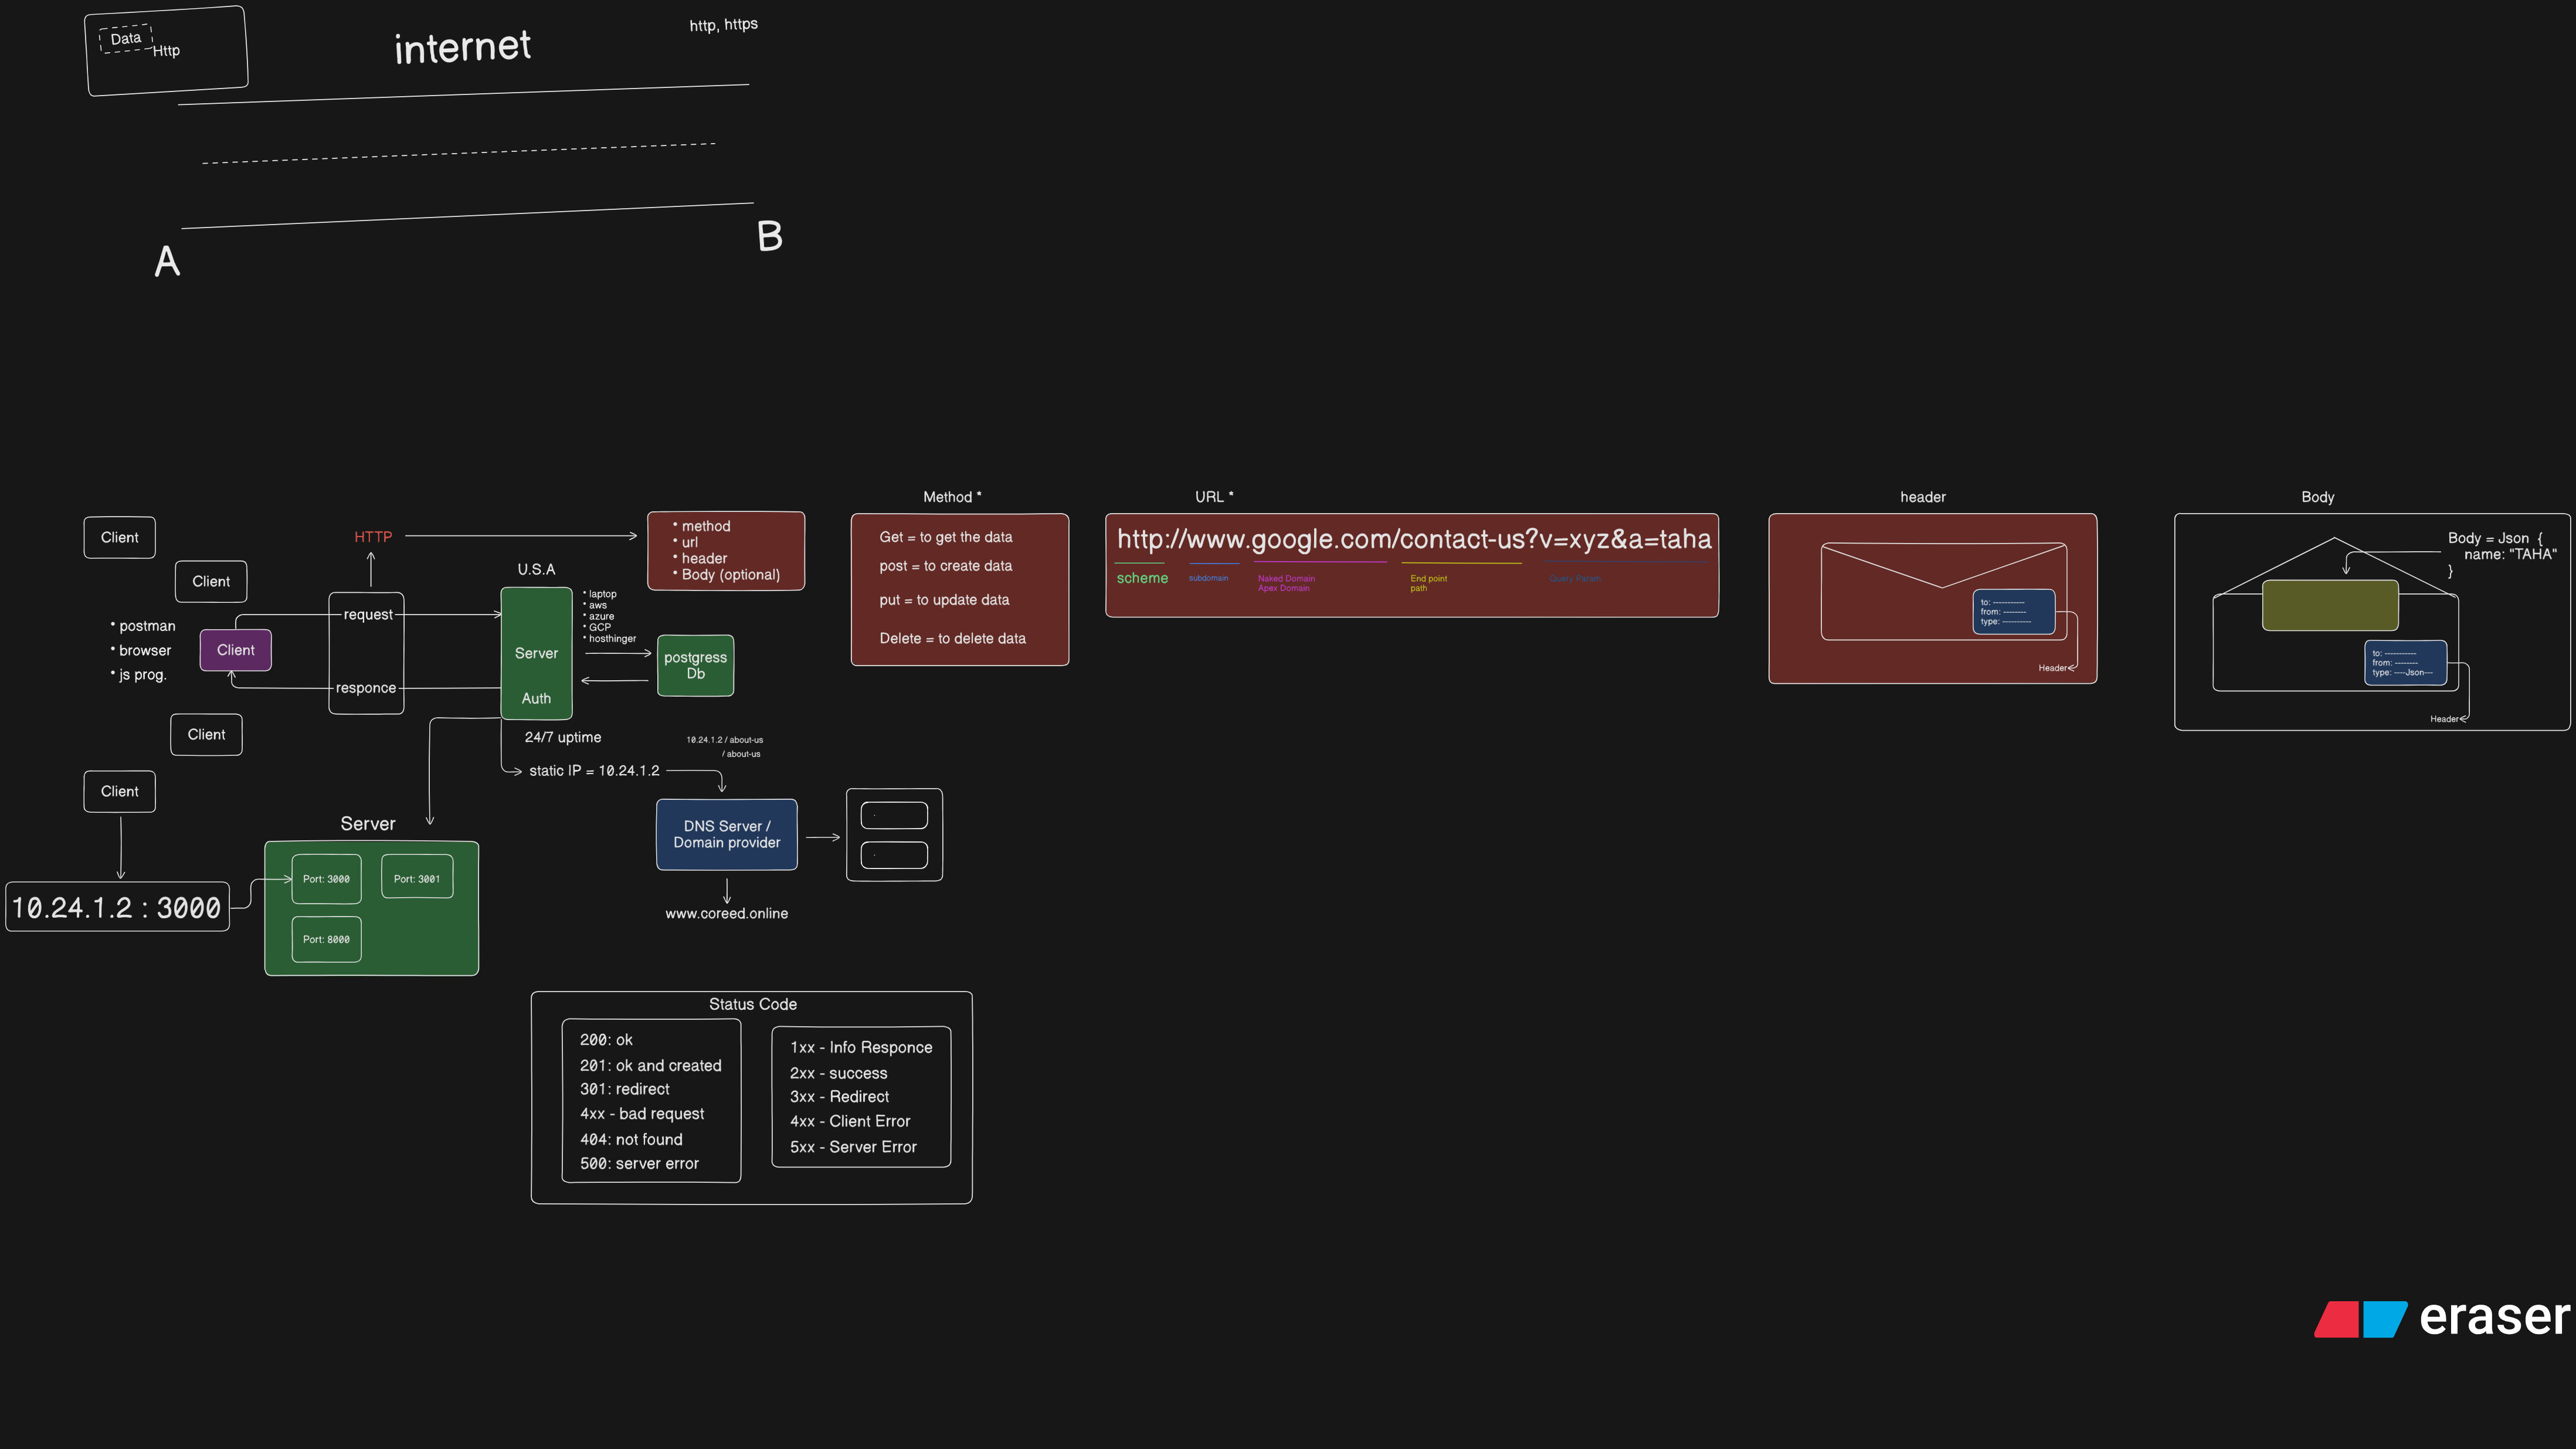 Data
Http
internet
http, https
A
B
Client
Client
• postman
• browser
• js prog.
Client
Client
Client
HTTP
request
responce
U.S.A
Server
Auth
• laptop
• aws
• azure
• GCP
• hosthinger
24/7 uptime
• method
• url
• header
• Body (optional)
postgress
Db
10.24.1.2 / about-us
/ about-us
static IP = 10.24.1.2
DNS Server /
Domain provider
www.coreed.online
10.24.1.2 : 3000
Server
Port: 3000
Port: 3001
Port: 8000
Method *
Get = to get the data
post = to create data
put = to update data
Delete = to delete data
URL *
http://www.google.com/contact-us?v=xyz&a=taha
scheme
subdomain
Naked Domain
Apex Domain
End point
path
Query Param
header
to: -----------
from: --------
type: ----------
Header
Body
Body = Json {
name: "TAHA"
}
to: -----------
from: --------
type: ----Json---
Header
Status Code
200: ok
201: ok and created
301: redirect
4xx - bad request
404: not found
500: server error
1xx - Info Responce
2xx - success
3xx - Redirect
4xx - Client Error
5xx - Server Error
eraser